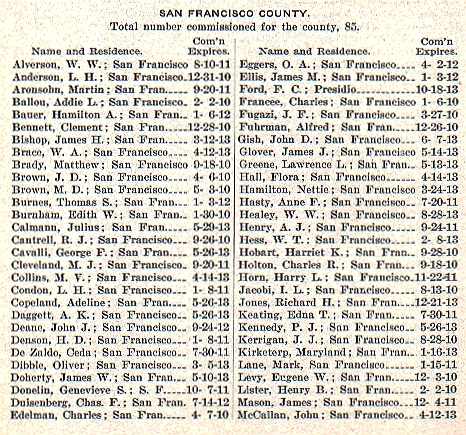 SAN FRANCISCO COUNTY.
Total number commissioned for the county, 85.
Com'n
Name and Residence. Expires.
Alverson, W. W.; San Francisco 8-10-11
Anderson, L. H.; San Francisco. 12-31-10
Aronsohn, Martin; San Fran... 9-20-11
Ballou, Addie L.; San Fran.... 2- 2-10
Bauer, Hamilton A.; San Fran. 1- 6-12
Bennett, Clement; San Fran...12-28-10
Bishop, James H.; San Fran... 3-12-13
Brace, W. A.; San Francisco... 4-12-13
Brady, Matthew; San Francisco 9-18-10
Brown, J. D.; San Francisco... 4- 6-10
Brown, M. D.; San Francisco.. 5- 3-10
Burnes, Thomas S.; San Fran.. 1- 3-12
Burnham, Edith W.; San Fran.. 1-30-10
Calmann, Julius; San Fran..... 5-29-13
Cantrell, R. J.; San Francisco.. 9-26-10
Cavalli, George F.; San Fran... 5-26-13
Cleveland, M. J.; San Francisco 9-20-11
Collins, M. V.; San Francisco.. 4-14-13
Condon, L. H.; San Francisco.. 1- 8-11
Copeland, Adeline; San Fran... 5-26-13
Daggett, A. K.; San Francisco.. 5-26-13
Deane, John J.; San Francisco.. 9-24-12
Denson, H. D.; San Francisco.. 1- 8-11
De Zaldo, Ceda; San Francisco. 7-30-11
Dibble, Oliver; San Francisco.. 3- 5-13
Doherty, James W.; San Fran.. 5-10-13
Donelin, Genevieve S.; S. F.... 10- 7-11
Duisenberg, Chas. F.; San Fran. 7-14-12
Edelman, Charles; San Fran... 4- 7-10
Com'n
Name and Residence. Expires.
Eggers, O. A.; San Francisco.... 4- 2-12
Ellis, James M.; San Francisco.. 1- 3-12
Ford, F. C.; Presidio........10-18-13
Francee, Charles; San Francisco 1- 6-10
Fugazi, J. F.; San Francisco.... 3-27-10
Fuhrman, Alfred; San Fran....12-26-10
Gish, John D.; San Francisco... 6- 7-13
Glover, James J.; San Francisco 5-14-13
Greene, Lawrence L; San Fran.. 5-13-13
Hall, Flora; San Francisco..... 4-14-13
Hamilton, Nettie; San Francisco 3-24-13
Hasty, Anne F.; San Francisco.. 7-20-11
Healey, W. W.; San Francisco.. 8-28-13
Henry, A. J.; San Francisco.... 9-24-11
Hess, W. T.; San Francisco..... 2- 8-13
Hobart, Harriet K.; San Fran.. 9-28-10
Holton, Charles R.; San Fran... 9-18-10
Horn, Harry L.; San Francisco..11-22-11
Jacobi, I. L.; San Francisco..... 8-13-10
Jones, Richard H.; San Fran....12-21-13
Keating, Edna T.; San Fran.... 7-30-11
Kennedy, P. J.; San Francisco.. 5-26-13
Kerrigan, J. J.; San Francisco.. 8-28-10
Kirketerp, Maryland; San Fran.. 1-16-13
Lane, Mark, San Francisco..... 1-15-13
Levy, Eugene W.; San Fran....12- 3-10
Lister, Henry B.; San Fran.... 2- 2-10
Mason, James; San Francisco...12- 4-11
McCallan, John; San Francisco.. 4-12-13